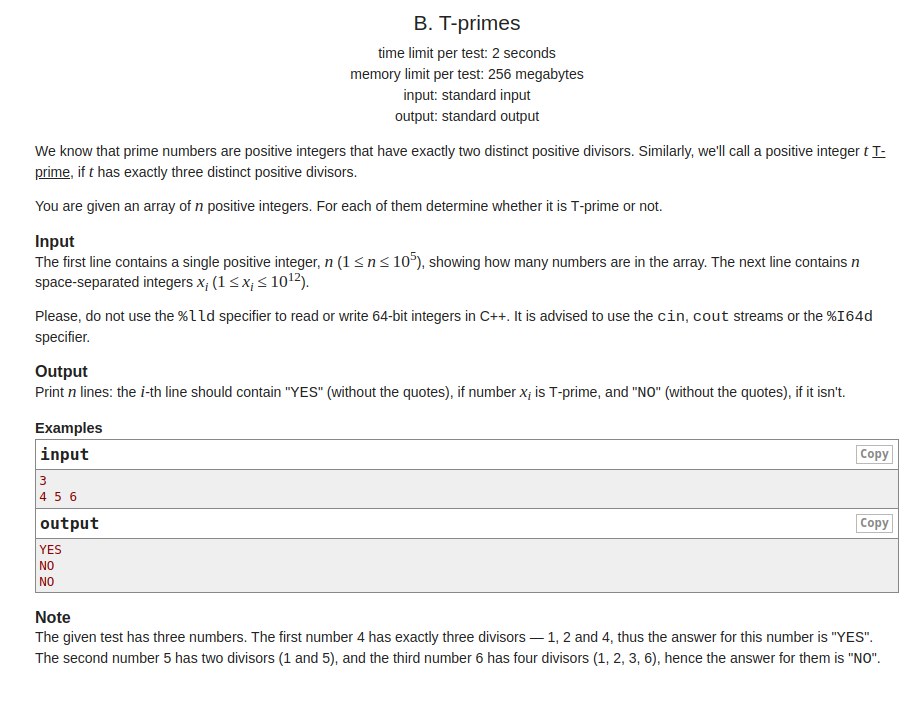 B. T-primes
time limit per test: 2 seconds
memory limit per test: 256 megabytes
input: standard input
output: standard output
We know that prime numbers are positive integers that have exactly two distinct positive divisors. Similarly, we'll call a positive integer t T-
prime, if t has exactly three distinct positive divisors.
You are given an array of n positive integers. For each of them determine whether it is T-prime or not.
Input
The first line contains a single positive integer, n (1 ≤ n ≤ 10^5), showing how many numbers are in the array. The next line contains n
space-separated integers x_i (1 ≤ x_i ≤ 10^12).
Please, do not use the %lld specifier to read or write 64-bit integers in C++. It is advised to use the cin, cout streams or the %I64d
specifier.
Output
Print n lines: the i-th line should contain "YES" (without the quotes), if number x_i is T-prime, and "NO" (without the quotes), if it isn't.
Examples
input Copy
3
4 5 6
output Copy
YES
NO
NO
Note
The given test has three numbers. The first number 4 has exactly three divisors — 1, 2 and 4, thus the answer for this number is "YES".
The second number 5 has two divisors (1 and 5), and the third number 6 has four divisors (1, 2, 3, 6), hence the answer for them is "NO".